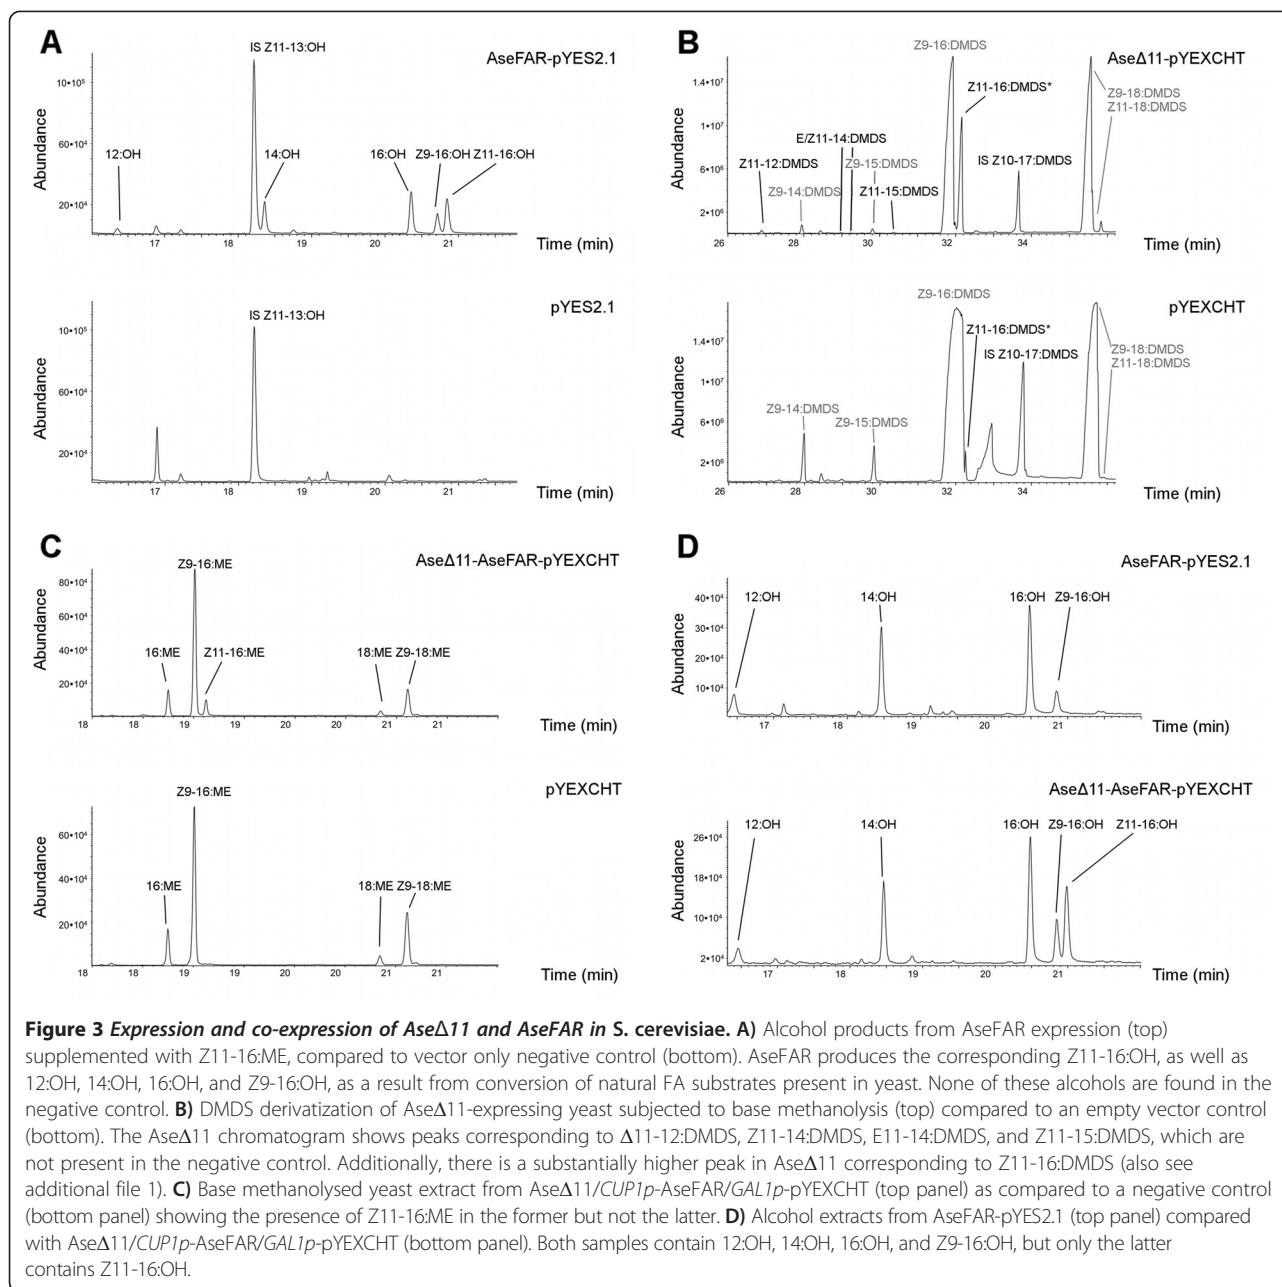 A
AseFAR-pYES2.1
IS Z11-13:OH
12:OH
14:OH
16:OH
Z9-16:OH
Z11-16:OH
Abundance
10•10⁵
60•10⁴
20•10⁴
17 18 19 20 21
Time (min)
pYES2.1
IS Z11-13:OH
Abundance
10•10⁵
60•10⁴
20•10⁴
17 18 19 20 21
Time (min)
B
AseΔ11-pYEXCHT
Z9-16:DMDS
Z11-16:DMDS*
Z9-18:DMDS
Z11-18:DMDS
E/Z11-14:DMDS
Z11-12:DMDS
Z9-15:DMDS
IS Z10-17:DMDS
Z9-14:DMDS
Z11-15:DMDS
Abundance
1.4•10⁷
1•10⁷
6•10⁶
2•10⁶
26 28 30 32 34
Time (min)
pYEXCHT
Z9-16:DMDS
Z11-16:DMDS*
IS Z10-17:DMDS
Z9-18:DMDS
Z11-18:DMDS
Z9-14:DMDS
Z9-15:DMDS
Abundance
1.4•10⁷
1•10⁷
6•10⁶
2•10⁶
26 28 30 32 34
Time (min)
C
AseΔ11-AseFAR-pYEXCHT
Z9-16:ME
16:ME
Z11-16:ME
18:ME
Z9-18:ME
Abundance
80•10⁴
60•10⁴
40•10⁴
20•10⁴
18 18 19 19 20 20 21 21
Time (min)
pYEXCHT
Z9-16:ME
16:ME
18:ME
Z9-18:ME
Abundance
60•10⁴
40•10⁴
20•10⁴
18 18 19 19 20 20 21 21
Time (min)
D
AseFAR-pYES2.1
12:OH
14:OH
16:OH
Z9-16:OH
Abundance
40•10⁴
30•10⁴
20•10⁴
10•10⁴
17 18 19 20 21
Time (min)
AseΔ11-AseFAR-pYEXCHT
12:OH
14:OH
16:OH
Z9-16:OH
Z11-16:OH
Abundance
26•10⁴
18•10⁴
10•10⁴
2•10⁴
17 18 19 20 21
Time (min)
Figure 3 Expression and co-expression of AseΔ11 and AseFAR in S. cerevisiae. A) Alcohol products from AseFAR expression (top)
supplemented with Z11-16:ME, compared to vector only negative control (bottom). AseFAR produces the corresponding Z11-16:OH, as well as
12:OH, 14:OH, 16:OH, and Z9-16:OH, as a result from conversion of natural FA substrates present in yeast. None of these alcohols are found in the
negative control. B) DMDS derivatization of AseΔ11-expressing yeast subjected to base methanolysis (top) compared to an empty vector control
(bottom). The AseΔ11 chromatogram shows peaks corresponding to Δ11-12:DMDS, Z11-14:DMDS, E11-14:DMDS, and Z11-15:DMDS, which are
not present in the negative control. Additionally, there is a substantially higher peak in AseΔ11 corresponding to Z11-16:DMDS (also see
additional file 1). C) Base methanolysed yeast extract from AseΔ11/CUP1p-AseFAR/GAL1p-pYEXCHT (top panel) as compared to a negative control
(bottom panel) showing the presence of Z11-16:ME in the former but not the latter. D) Alcohol extracts from AseFAR-pYES2.1 (top panel) compared
with AseΔ11/CUP1p-AseFAR/GAL1p-pYEXCHT (bottom panel). Both samples contain 12:OH, 14:OH, 16:OH, and Z9-16:OH, but only the latter
contains Z11-16:OH.